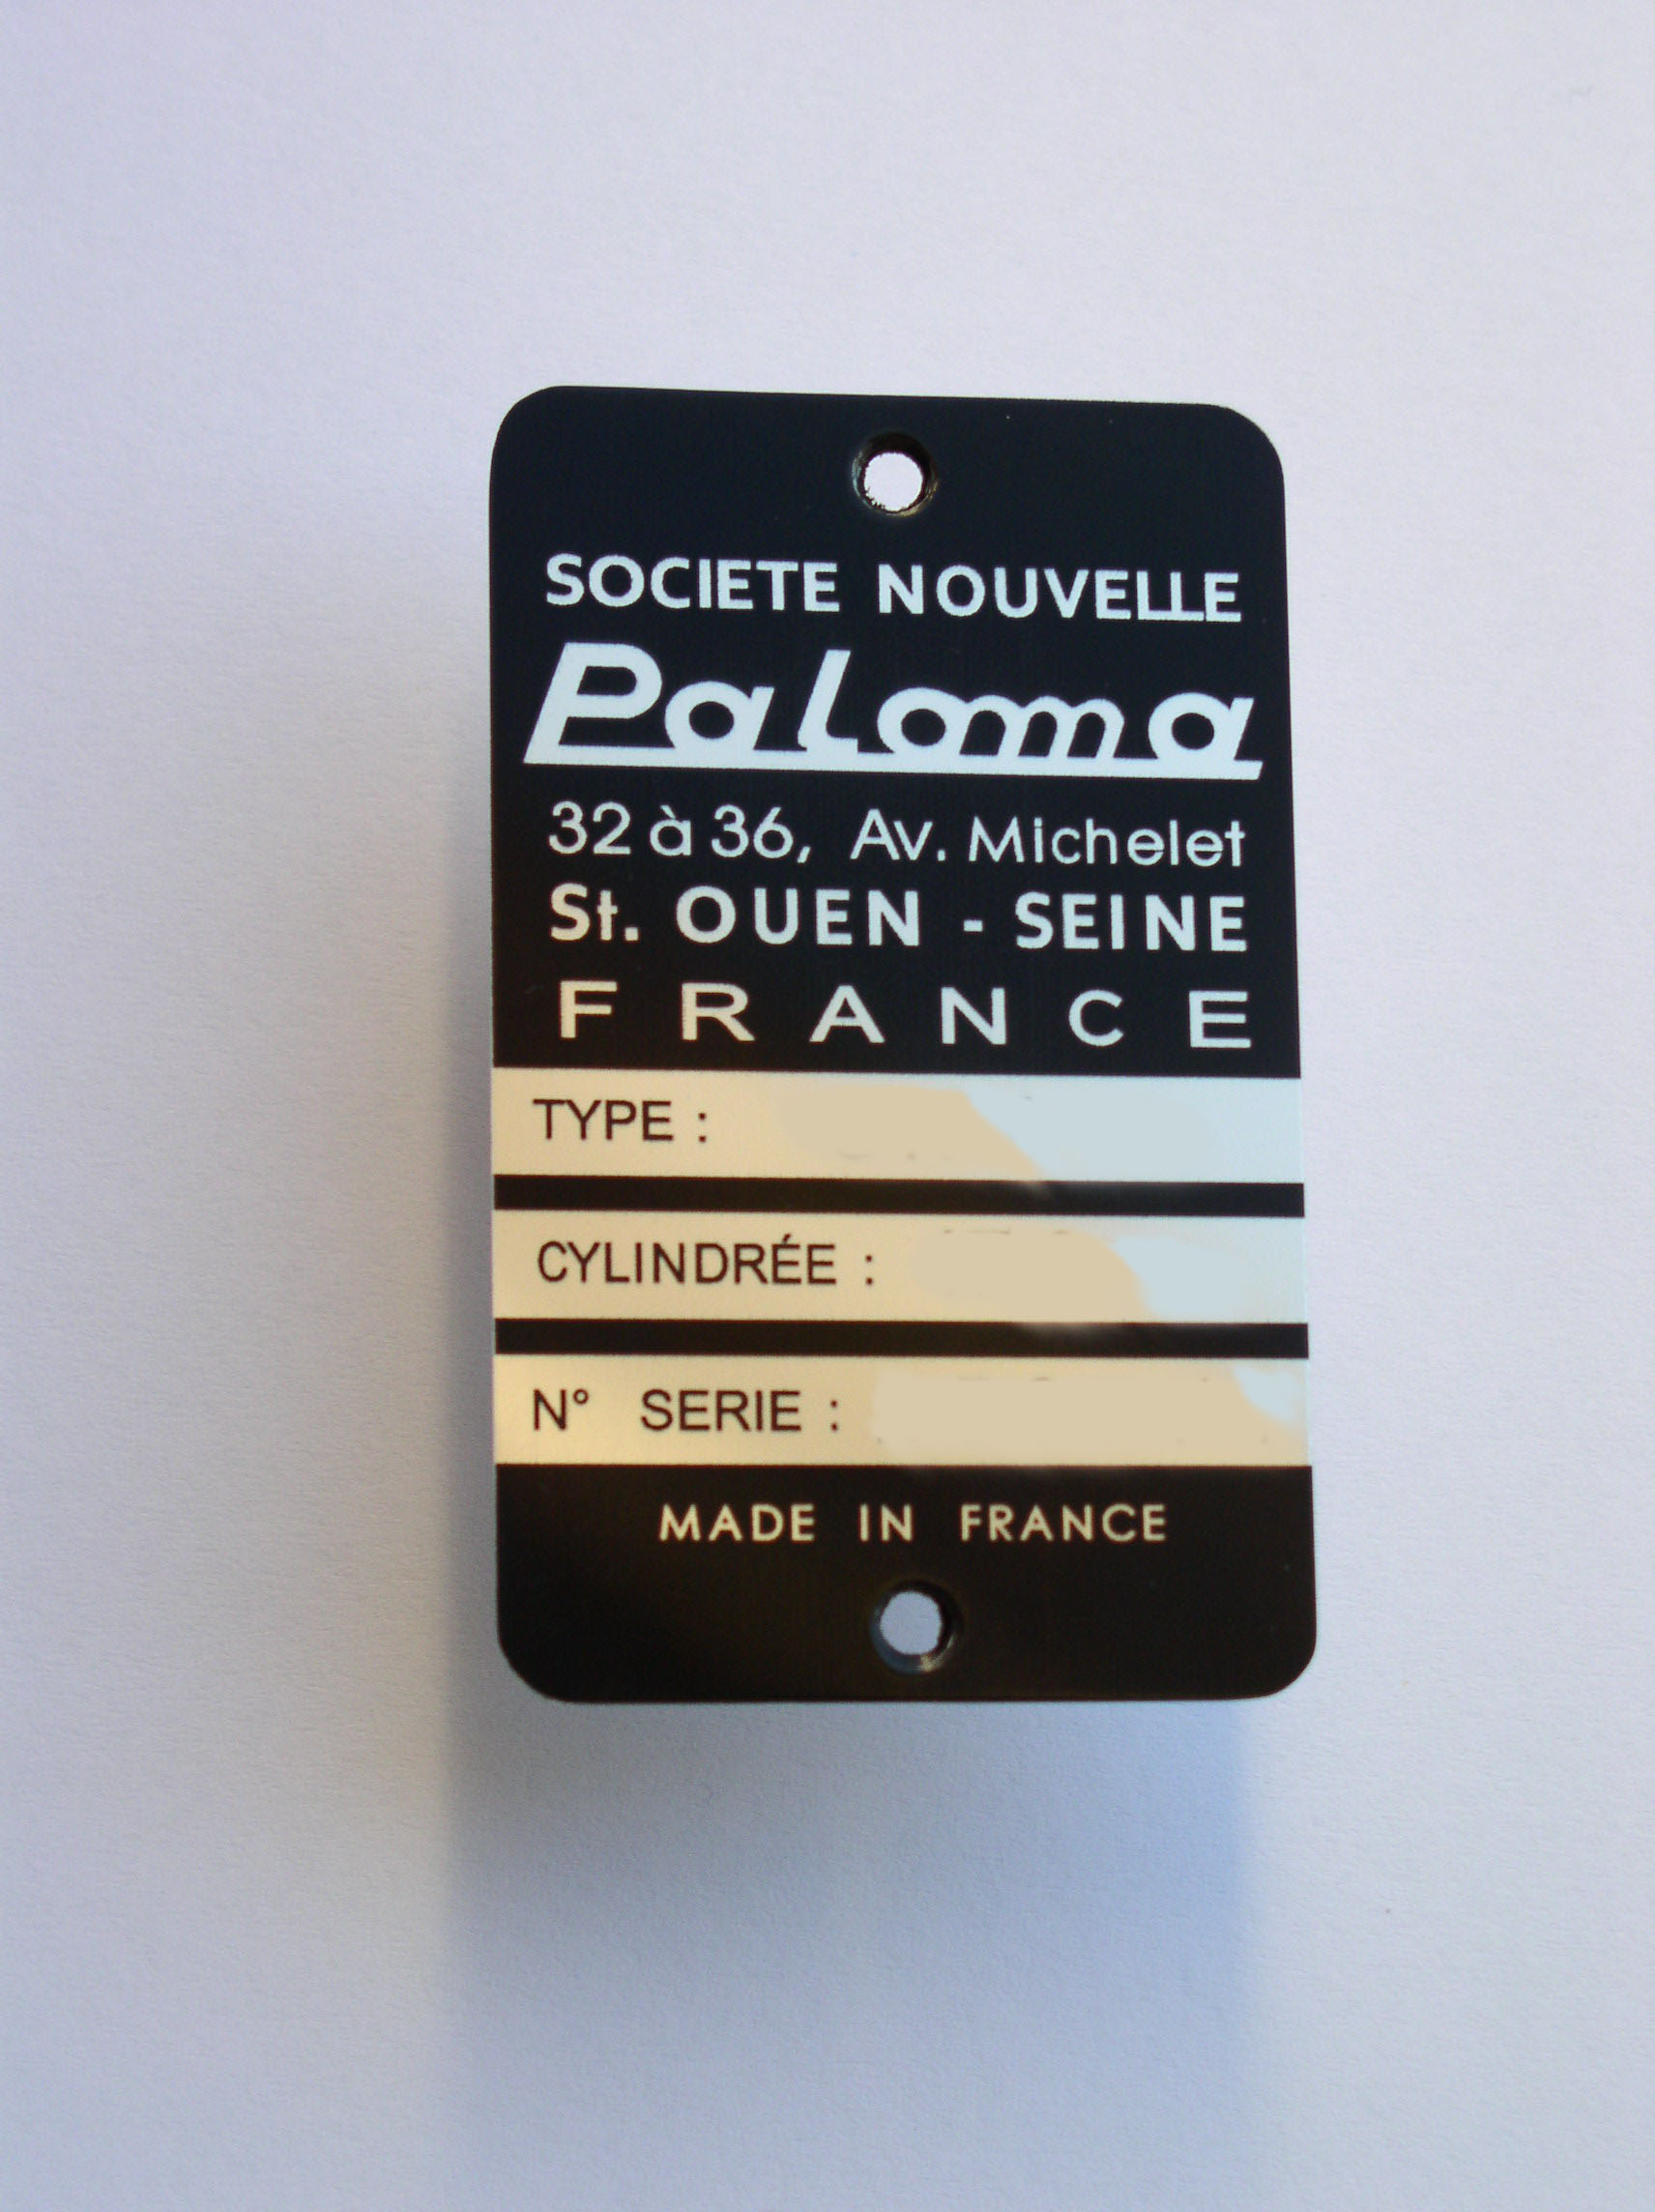 SOCIETE NOUVELLE
Paloma
32 à 36, Av. Michelet
St. OUEN - SEINE
FRANCE
TYPE :
CYLINDRÉE :
N° SERIE :
MADE IN FRANCE